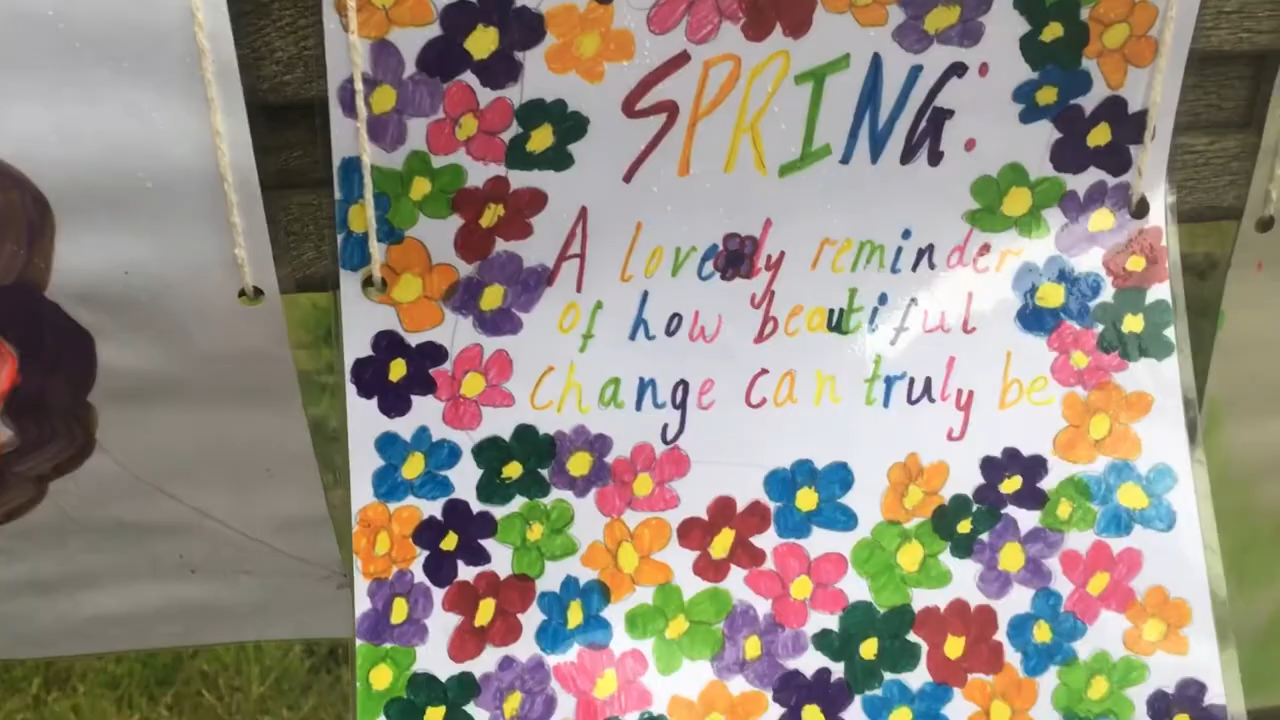 SPRING:
A lovely reminder
of how beautiful
change can truly be